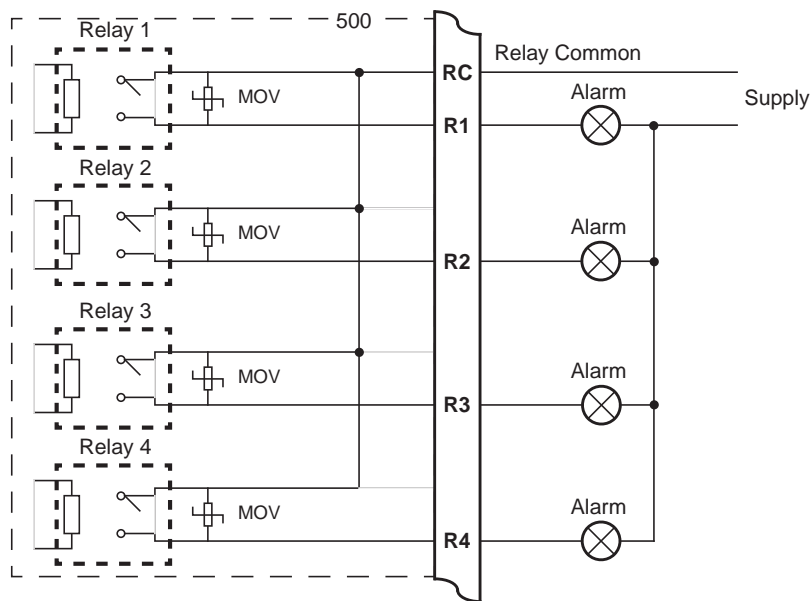 500
Relay 1
RC
Relay Common
MOV
Alarm
Supply
R1
Relay 2
MOV
Alarm
R2
Relay 3
MOV
Alarm
R3
Relay 4
MOV
Alarm
R4